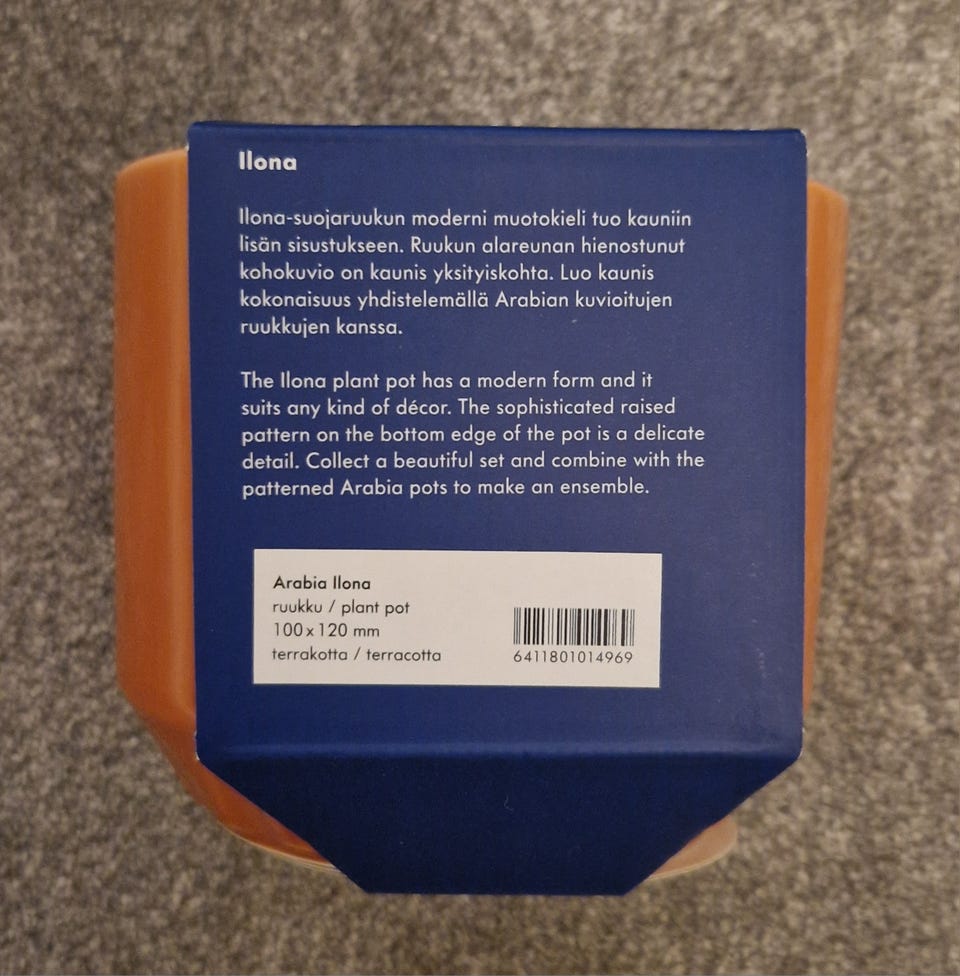 Ilona
Ilona-suojaruukun moderni muotokieli tuo kauniin
lisän sisustukseen. Ruukun alareunan hienostunut
kohokuvio on kaunis yksityiskohta. Luo kaunis
kokonaisuus yhdistelemällä Arabian kuvioitujen
ruukkujen kanssa.
The Ilona plant pot has a modern form and it
suits any kind of décor. The sophisticated raised
pattern on the bottom edge of the pot is a delicate
detail. Collect a beautiful set and combine with the
patterned Arabia pots to make an ensemble.
Arabia Ilona
ruukku / plant pot
100 x 120 mm
terrakotta / terracotta
6411801014969